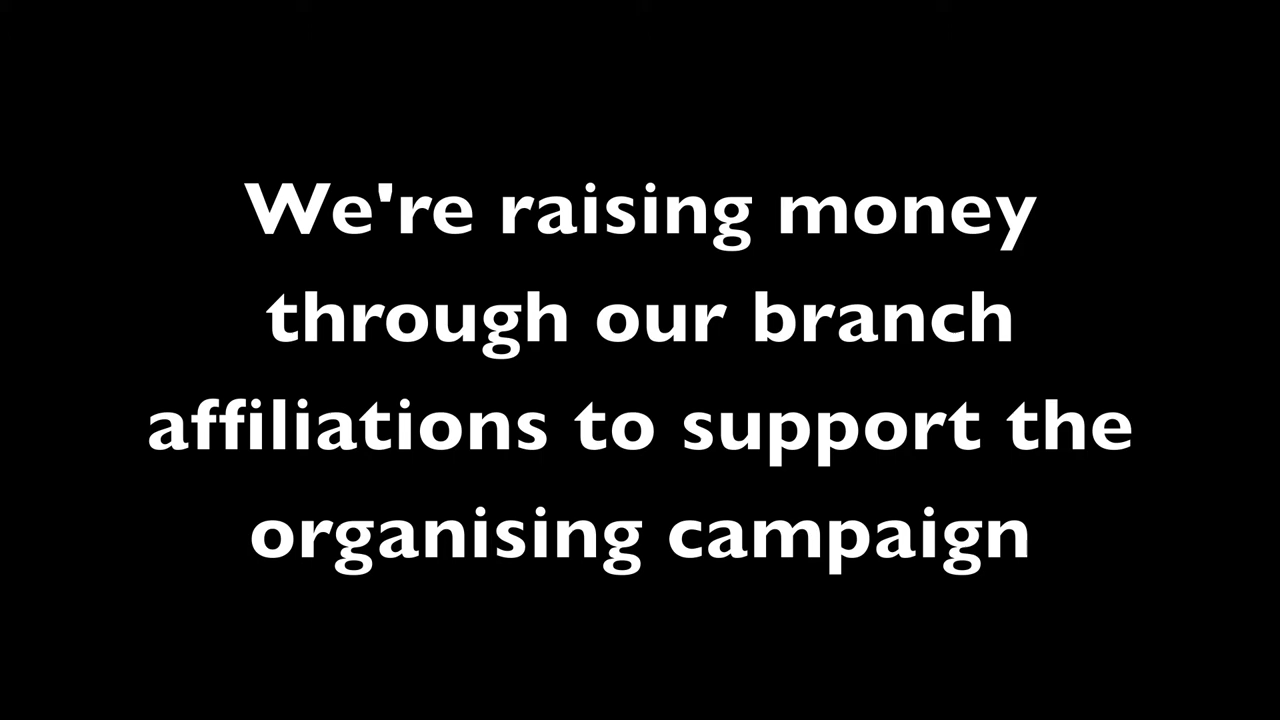 We're raising money
through our branch
affiliations to support the
organising campaign